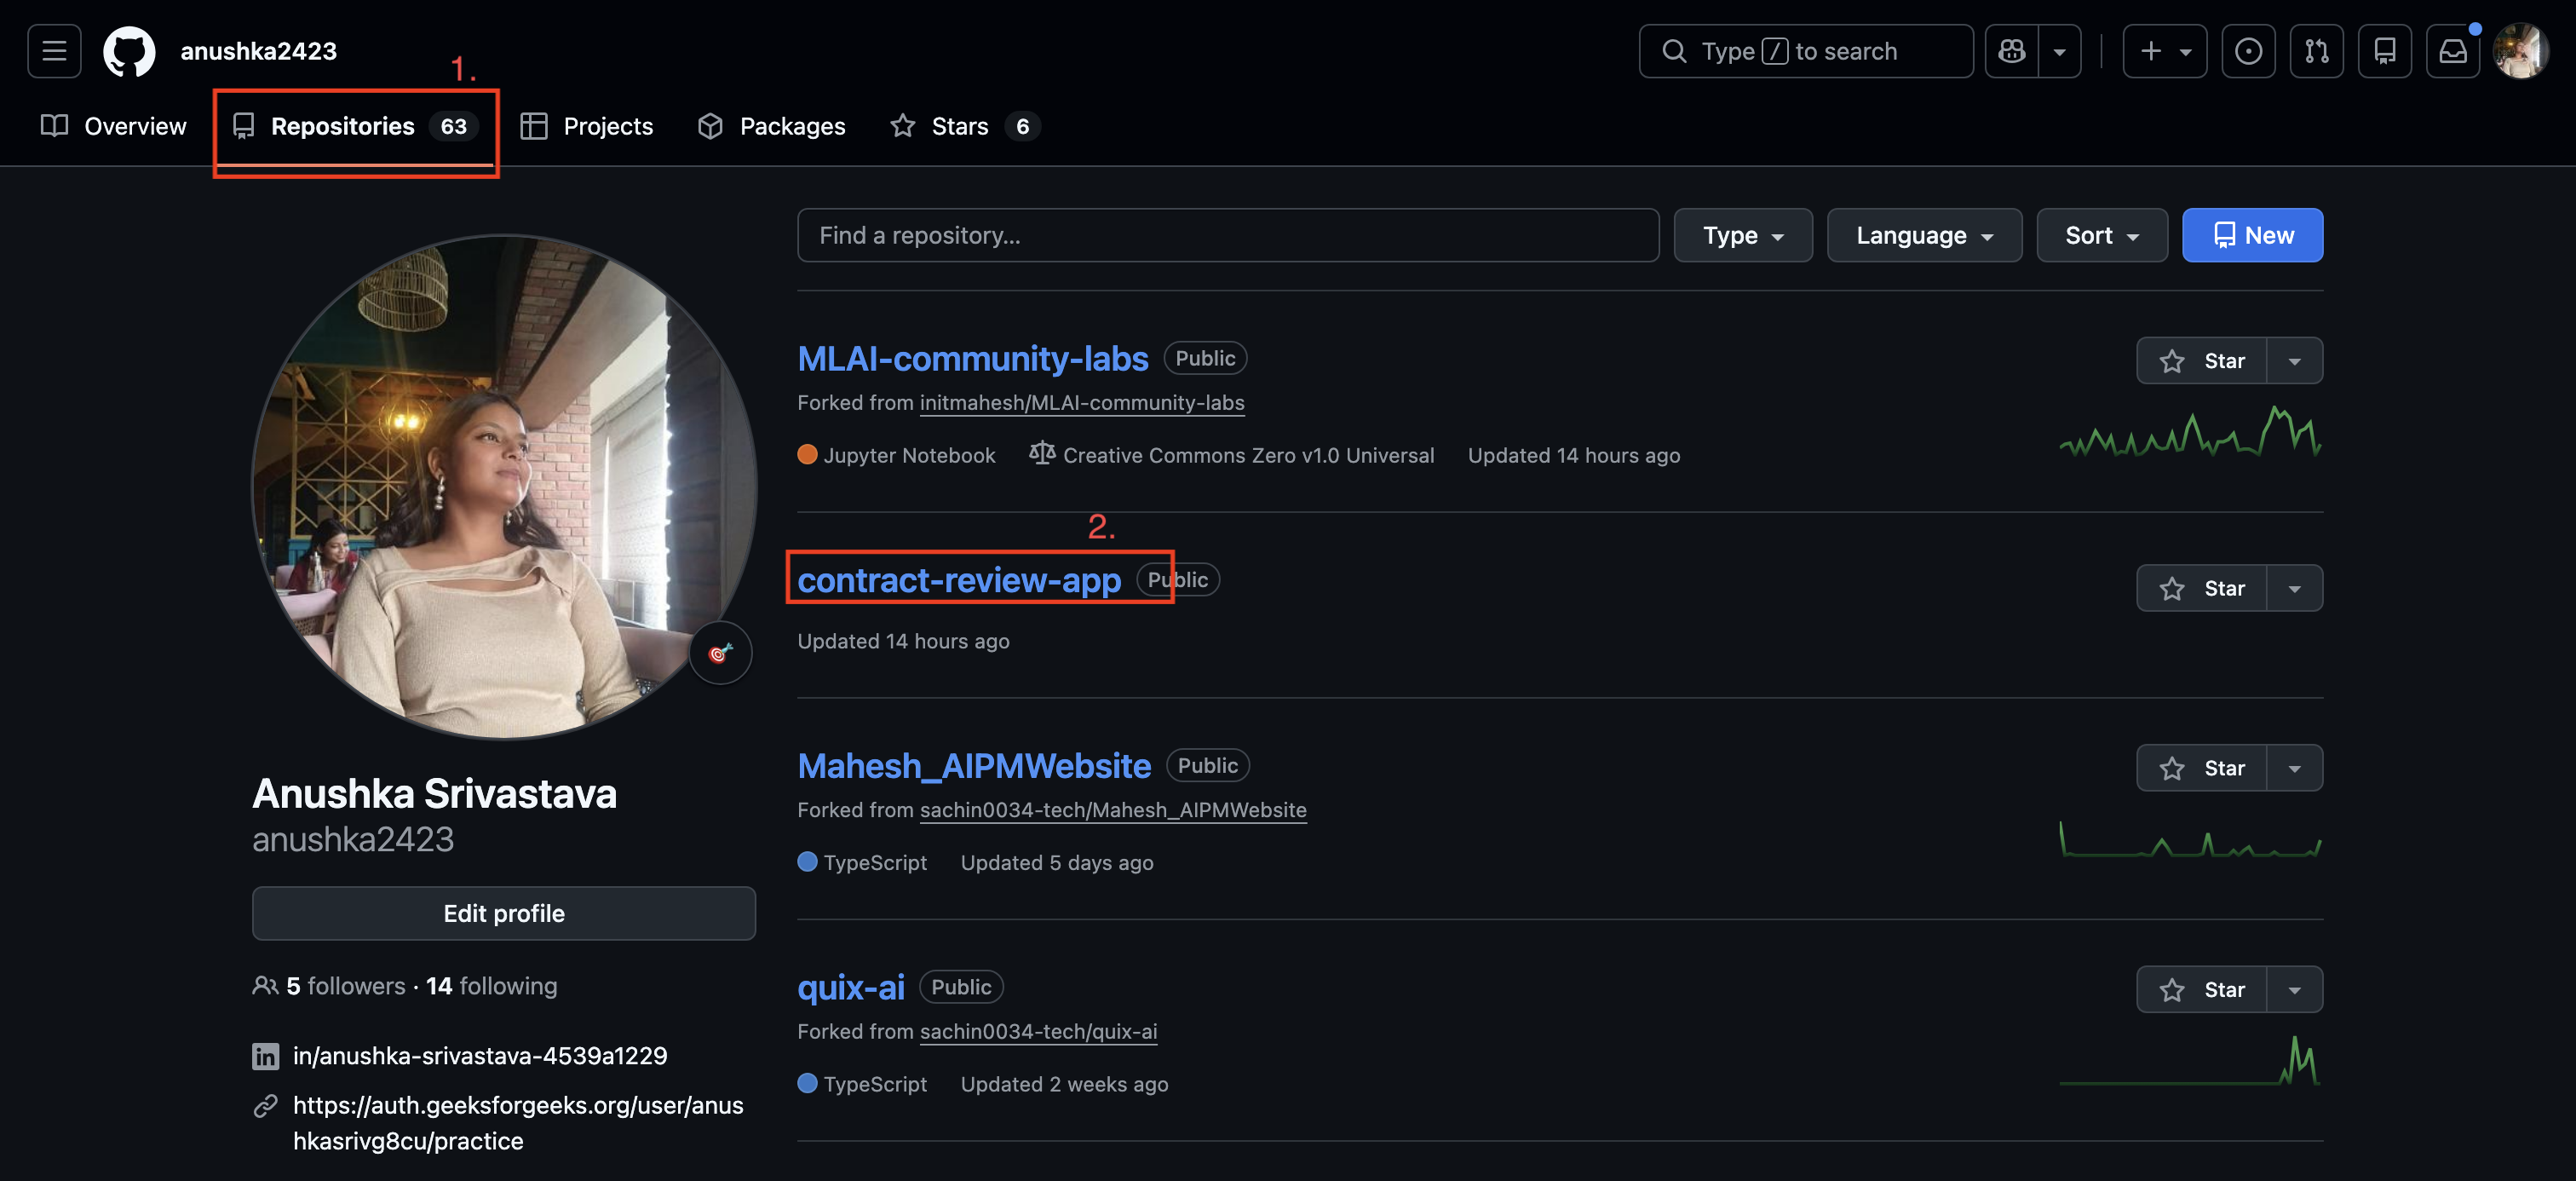 anushka2423
Type / to search
1.
Overview
Repositories 63
Projects
Packages
Stars 6
Find a repository...
Type
Language
Sort
New
MLAI-community-labs Public
Star
Forked from initmahesh/MLAI-community-labs
Jupyter Notebook Creative Commons Zero v1.0 Universal Updated 14 hours ago
2.
contract-review-app Public
Star
Updated 14 hours ago
Mahesh_AIPMWebsite Public
Star
Forked from sachin0034-tech/Mahesh_AIPMWebsite
TypeScript Updated 5 days ago
quix-ai Public
Star
Forked from sachin0034-tech/quix-ai
TypeScript Updated 2 weeks ago
Anushka Srivastava
anushka2423
Edit profile
5 followers · 14 following
in/anushka-srivastava-4539a1229
https://auth.geeksforgeeks.org/user/anus
hkasrivg8cu/practice